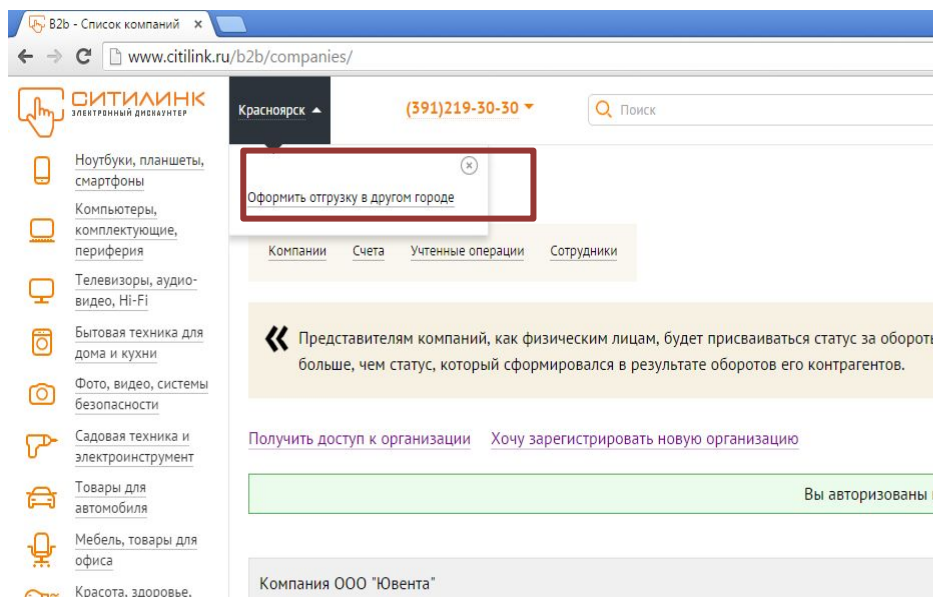 B2b - Список компаний
www.citilink.ru/b2b/companies/
СИТИЛИНК
ЭЛЕКТРОННЫЙ ДИСКАУНТЕР
Красноярск
(391)219-30-30
Поиск
Оформить отгрузку в другом городе
Ноутбуки, планшеты,
смартфоны
Компьютеры,
комплектующие,
периферия
Телевизоры, аудио-
видео, Hi-Fi
Бытовая техника для
дома и кухни
Фото, видео, системы
безопасности
Садовая техника и
электроинструмент
Товары для
автомобиля
Мебель, товары для
офиса
Красота, здоровье,
Компании Счета Учтенные операции Сотрудники
Представителям компаний, как физическим лицам, будет присваиваться статус за обороты
больше, чем статус, который сформировался в результате оборотов его контрагентов.
Получить доступ к организации Хочу зарегистрировать новую организацию
Вы авторизованы
Компания ООО "Ювента"